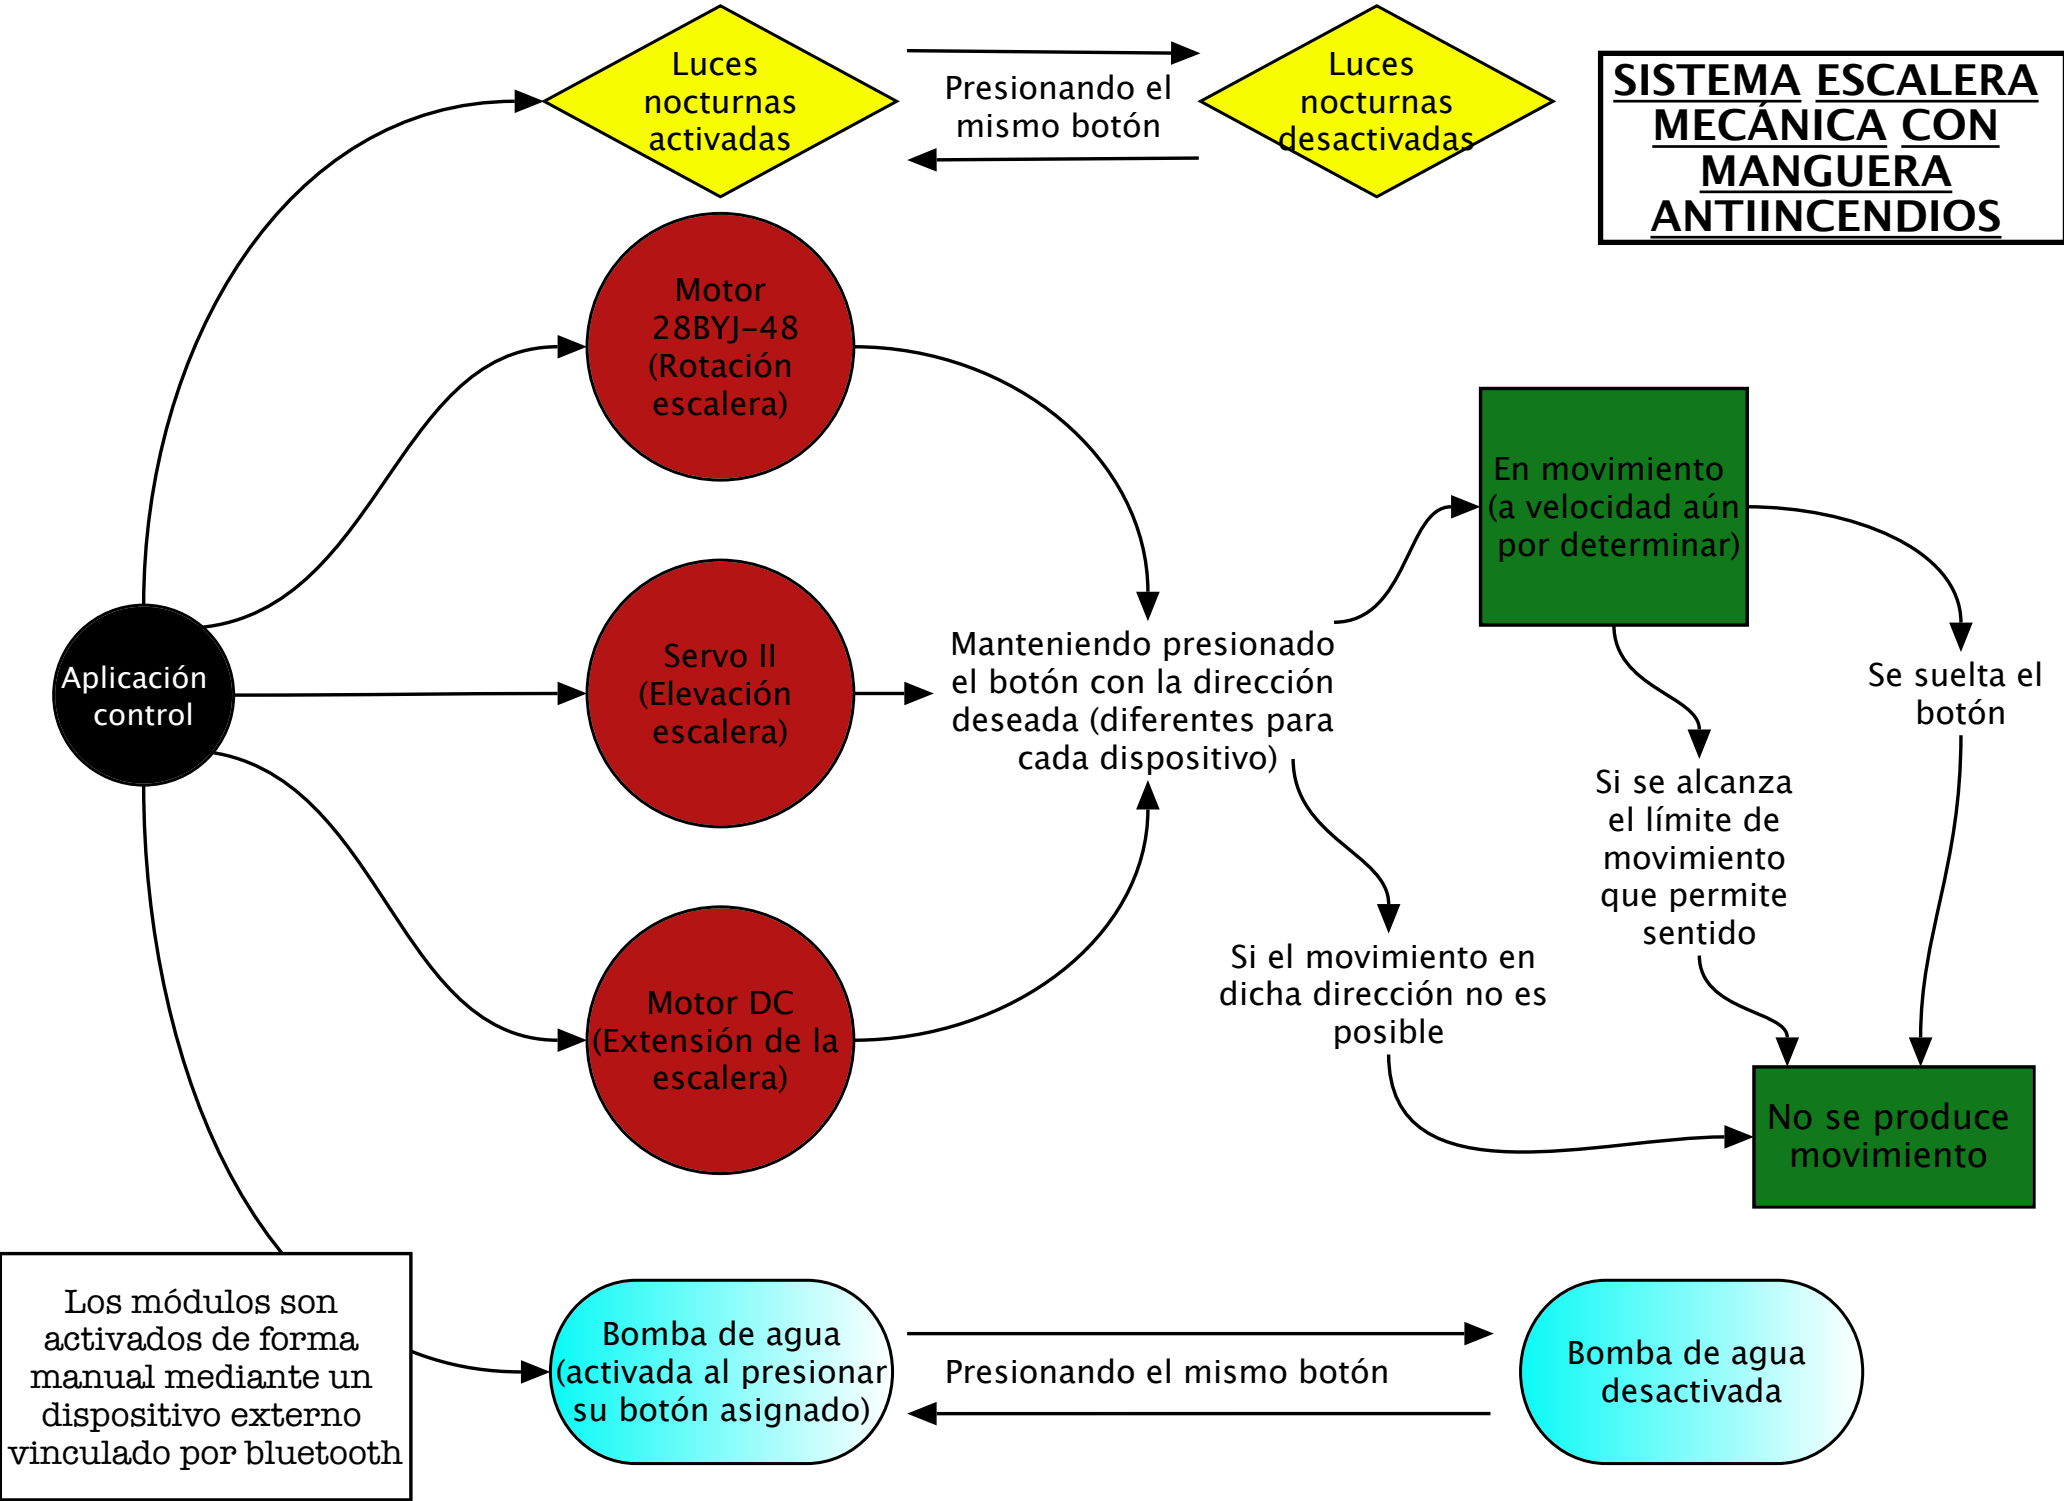 Luces
nocturnas
activadas
Presionando el
mismo botón
Luces
nocturnas
desactivadas
SISTEMA ESCALERA
MECÁNICA CON
MANGUERA
ANTIINCENDIOS
Motor
28BYJ-48
(Rotación
escalera)
En movimiento
(a velocidad aún
por determinar)
Aplicación
control
Servo II
(Elevación
escalera)
Manteniendo presionado
el botón con la dirección
deseada (diferentes para
cada dispositivo)
Se suelta el
botón
Si se alcanza
el límite de
movimiento
que permite
sentido
Si el movimiento en
dicha dirección no es
posible
Motor DC
(Extensión de la
escalera)
No se produce
movimiento
Los módulos son
activados de forma
manual mediante un
dispositivo externo
vinculado por bluetooth
Bomba de agua
(activada al presionar
su botón asignado)
Presionando el mismo botón
Bomba de agua
desactivada